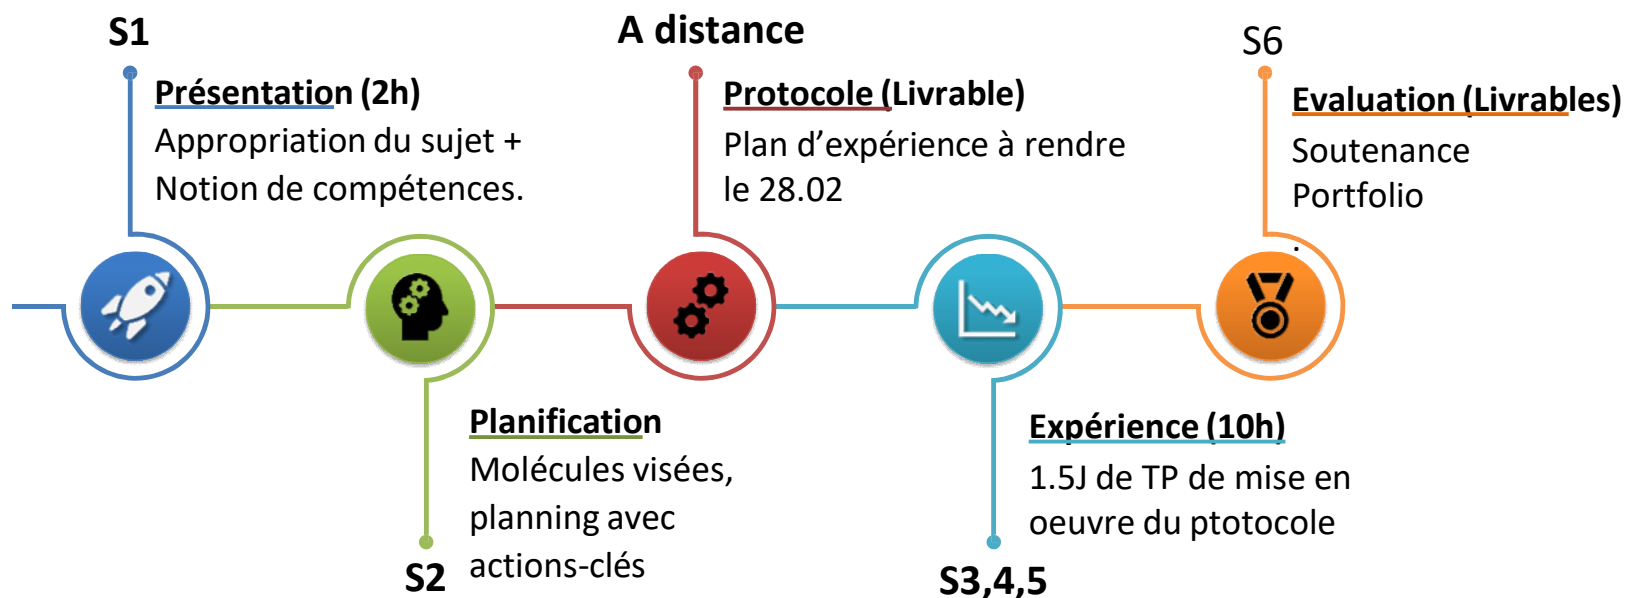 S1
Présentation (2h)
Appropriation du sujet +
Notion de compétences.
Planification
Molécules visées,
planning avec
actions-clés
S2
A distance
Protocole (Livrable)
Plan d’expérience à rendre
le 28.02
Expérience (10h)
1.5J de TP de mise en
oeuvre du ptotocole
S3,4,5
S6
Evaluation (Livrables)
Soutenance
Portfolio
.